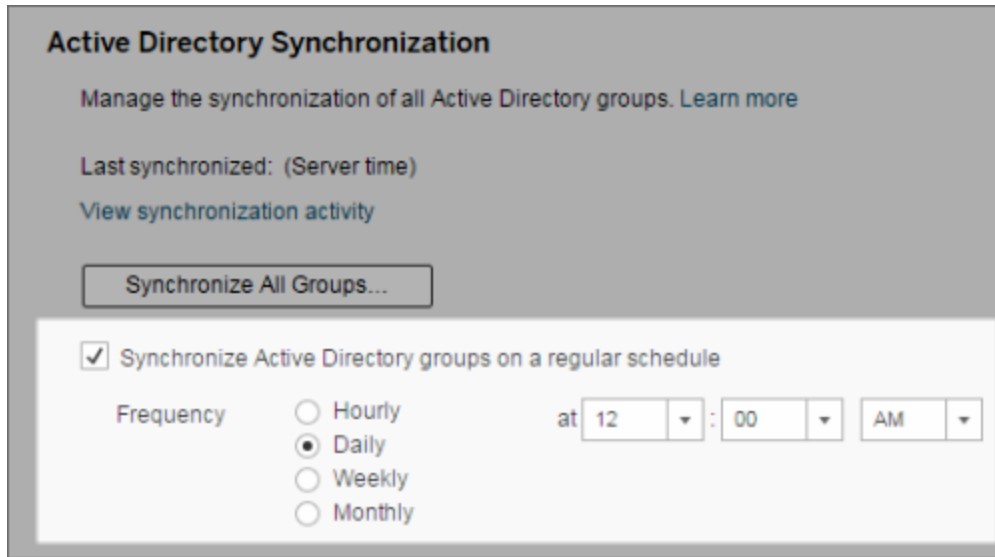 Active Directory Synchronization
Manage the synchronization of all Active Directory groups. Learn more
Last synchronized: (Server time)
View synchronization activity
Synchronize All Groups...
Synchronize Active Directory groups on a regular schedule
Frequency Hourly at 12 : 00 AM
Daily
Weekly
Monthly